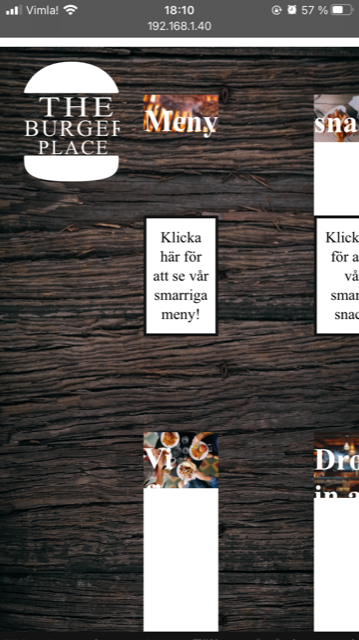 Vimla!
18:10
57 %
192.168.1.40
THE
BURGER
PLACE
Meny
sna
Klicka
här för
att se vår
smarriga
meny!
Klick
för a
vå
smar
snac
Vi
Dro
in a